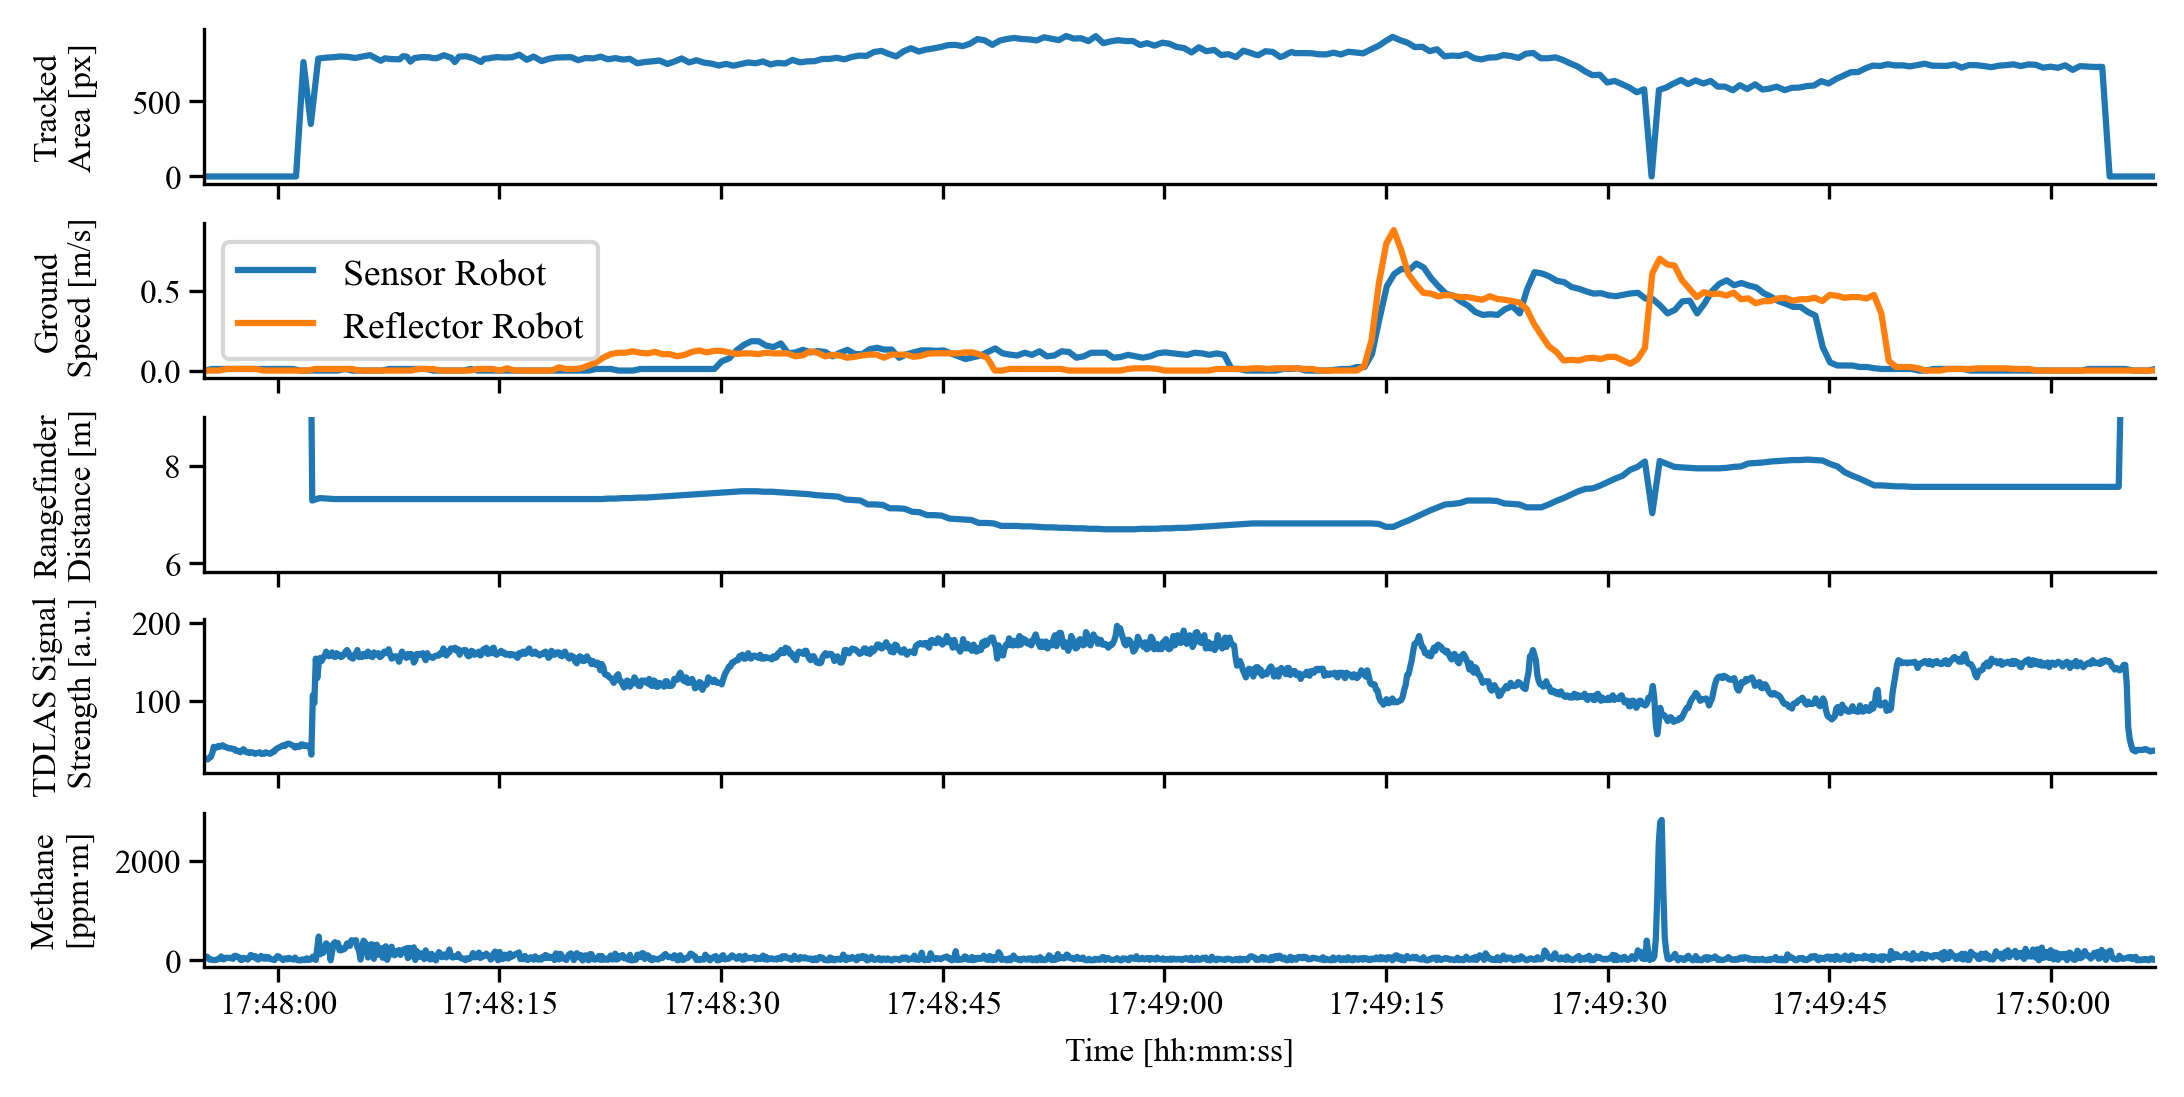 Tracked
Area [px]
500
0
Ground
Speed [m/s]
0.5
0.0
Sensor Robot
Reflector Robot
Rangefinder
Distance [m]
8
6
TDLAS Signal
Strength [a.u.]
200
100
Methane
[ppm·m]
2000
0
17:48:00 17:48:15 17:48:30 17:48:45 17:49:00 17:49:15 17:49:30 17:49:45 17:50:00
Time [hh:mm:ss]